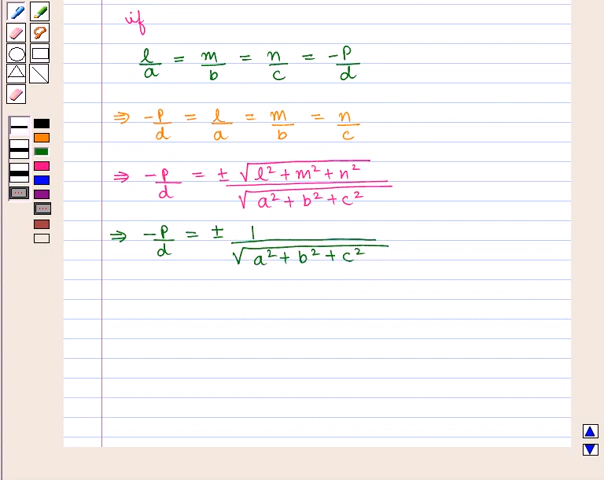 if
l/a = m/b = n/c = -P/d
⇒ -P/d = l/a = m/b = n/c
⇒ -P/d = ± √(l² + m² + n²) / √(a² + b² + c²)
⇒ -P/d = ± 1 / √(a² + b² + c²)